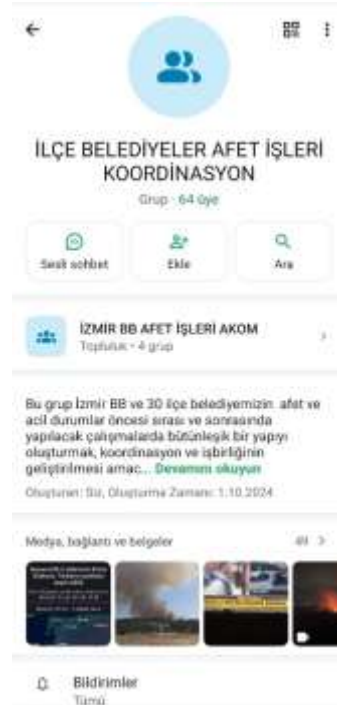 İLÇE BELEDİYELER AFET İŞLERİ
KOORDİNASYON
Grup · 64 üye
Sesli sohbet
Ekle
Ara
İZMİR BB AFET İŞLERİ AKOM
Topluluk • 4 grup
Bu grup İzmir BB ve 30 ilçe belediyemizin afet ve
acil durumlar öncesi sırası ve sonrasında
yapılacak çalışmalarda bütünleşik bir yapıyı
oluşturmak, koordinasyon ve işbirliğinin
geliştirilmesi amac... Devamını okuyun
Oluşturan: Siz, Oluşturma Zamanı: 1.10.2024
Medya, bağlantı ve belgeler
Bildirimler
Tümü